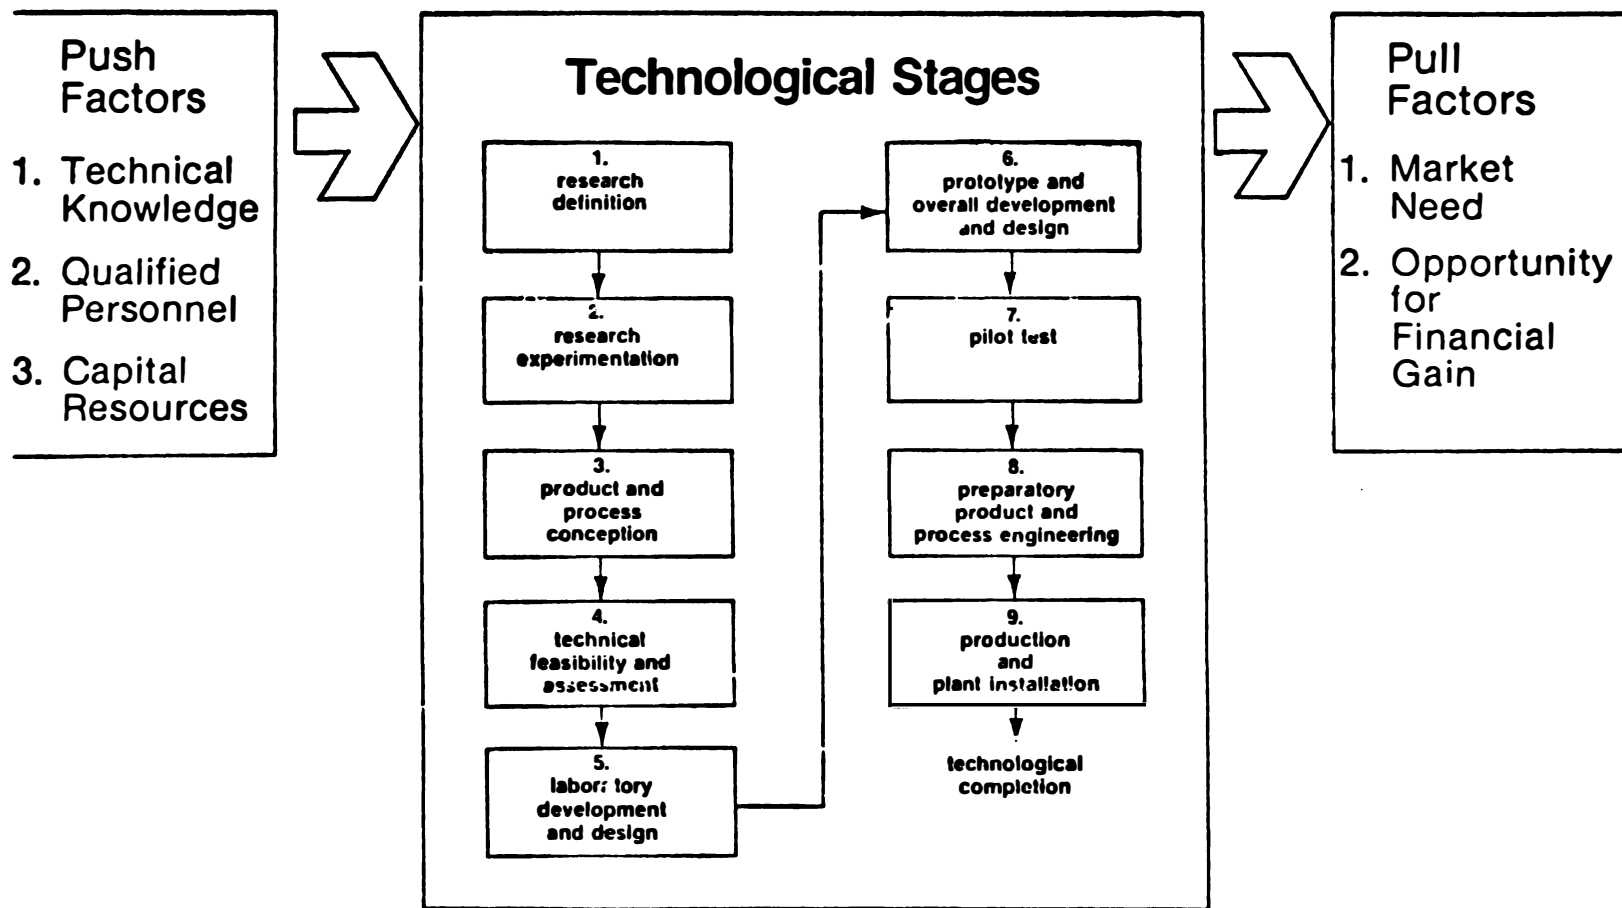 Push
Factors
1. Technical
Knowledge
2. Qualified
Personnel
3. Capital
Resources
Technological Stages
1.
research
definition
2.
research
experimentation
3.
product and
process
conception
4.
technical
feasibility and
assessment
5.
laboratory
development
and design
6.
prototype and
overall development
and design
7.
pilot test
8.
preparatory
product and
process engineering
9.
production
and
plant installation
technological
completion
Pull
Factors
1. Market
Need
2. Opportunity
for
Financial
Gain